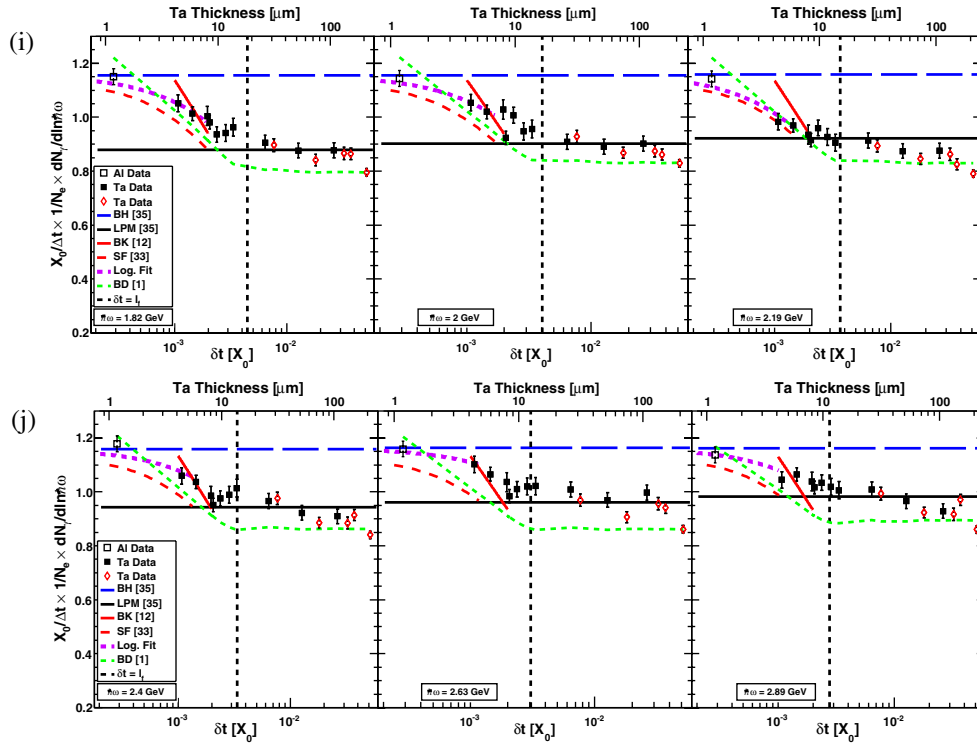 Ta Thickness [μm]
Ta Thickness [μm]
Ta Thickness [μm]
(i)
1 10 100
1 10 100
1 10 100
1.2
1.0
0.8
0.6
0.4
0.2
X₀/Δt × 1/Nₑ × dNᵧ/dlnℏω
Al Data
Ta Data
Ta Data
BH [35]
LPM [35]
BK [12]
SF [33]
Log. Fit
BD [1]
δt = l_f
ℏω = 1.82 GeV
ℏω = 2 GeV
ℏω = 2.19 GeV
10⁻³ 10⁻²
10⁻³ 10⁻²
10⁻³ 10⁻²
δt [X₀]
δt [X₀]
δt [X₀]
Ta Thickness [μm]
Ta Thickness [μm]
Ta Thickness [μm]
(j)
1 10 100
1 10 100
1 10 100
1.2
1.0
0.8
0.6
0.4
0.2
X₀/Δt × 1/Nₑ × dNᵧ/dlnℏω
Al Data
Ta Data
Ta Data
BH [35]
LPM [35]
BK [12]
SF [33]
Log. Fit
BD [1]
δt = l_f
ℏω = 2.4 GeV
ℏω = 2.63 GeV
ℏω = 2.89 GeV
10⁻³ 10⁻²
10⁻³ 10⁻²
10⁻³ 10⁻²
δt [X₀]
δt [X₀]
δt [X₀]